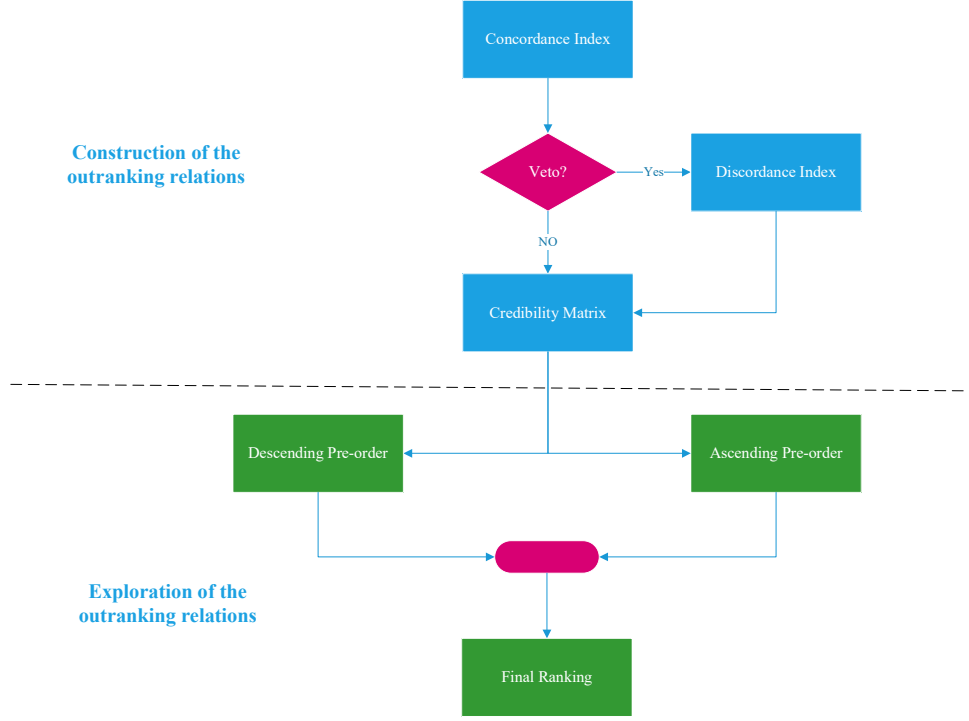 Concordance Index
Construction of the
outranking relations
Veto?
Yes
Discordance Index
NO
Credibility Matrix
Descending Pre-order
Ascending Pre-order
Exploration of the
outranking relations
Final Ranking